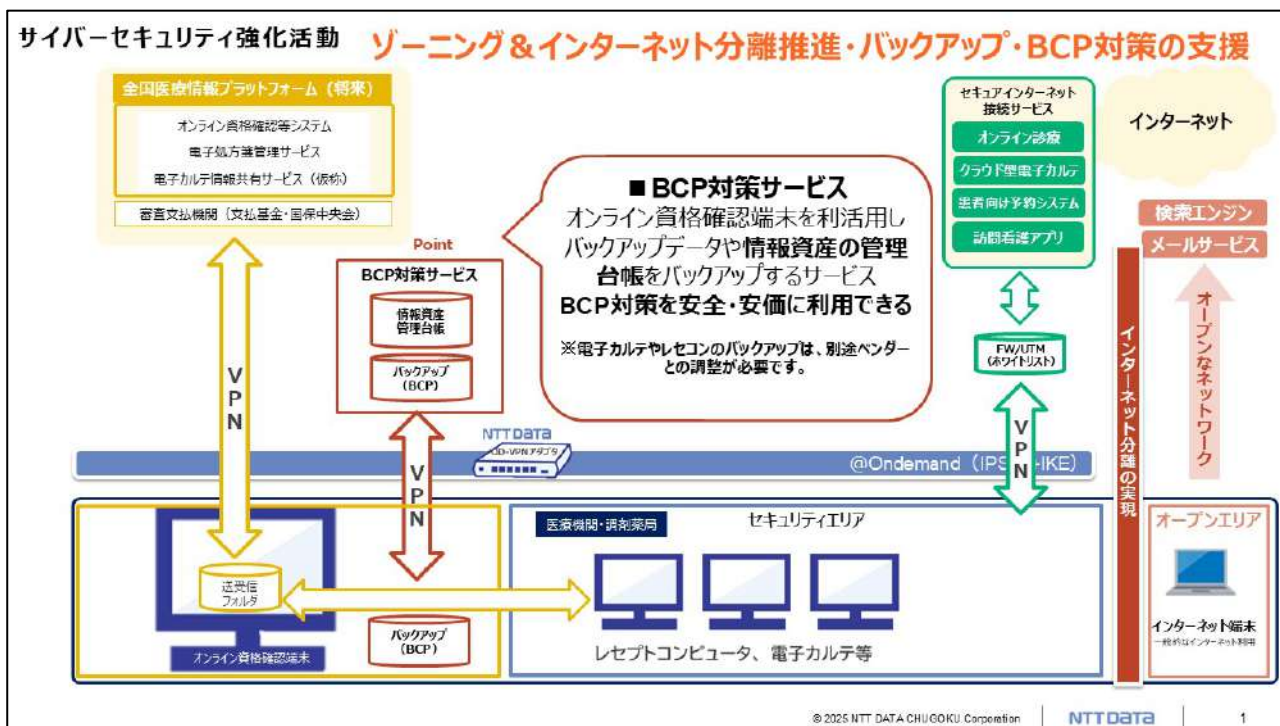 サイバーセキュリティ強化活動
ゾーニング＆インターネット分離推進・バックアップ・BCP対策の支援
全国医療情報プラットフォーム（将来）
オンライン資格確認等システム
電子処方箋管理サービス
電子カルテ情報共有サービス（仮称）
審査支払機関（支払基金・国保中央会）
VPN
Point
BCP対策サービス
情報資産
管理台帳
バックアップ
（BCP）
VPN
■BCP対策サービス
オンライン資格確認端末を利活用し
バックアップデータや情報資産の管理
台帳をバックアップするサービス
BCP対策を安全・安価に利用できる
※電子カルテやレセコンのバックアップは、別途ベンダー
との調整が必要です。
セキュアインターネット
接続サービス
オンライン診療
クラウド型電子カルテ
患者向け予約システム
訪問看護アプリ
FW/UTM
（ホワイトリスト）
VPN
インターネット
検索エンジン
メールサービス
オープンなネットワーク
インターネット分離の実現
NTT DATA
OD-VPNアダプタ
@Ondemand（IPS
-IKE）
送受信
フォルダ
オンライン資格確認端末
バックアップ
（BCP）
医療機関・調剤薬局
セキュリティエリア
レセプトコンピュータ、電子カルテ等
オープンエリア
インターネット端末
一般的なインターネット利用
© 2025 NTT DATA CHUGOKU Corporation
NTT DATA
1